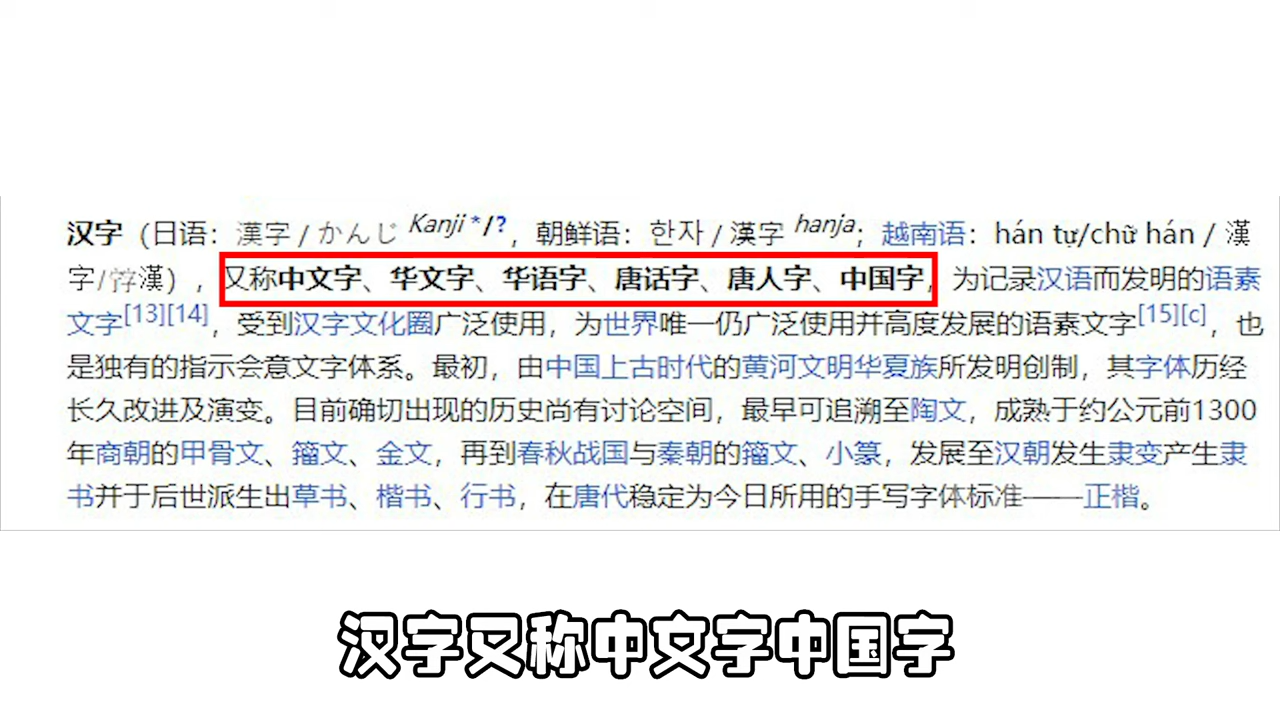 汉字（日语：漢字 / かんじ Kanji */?，朝鲜语：한자 / 漢字 hanja；越南语：hán tự/chữ hán / 漢
字/𡨸漢），又称中文字、华文字、华语字、唐话字、唐人字、中国字，为记录汉语而发明的语素
文字[13][14]，受到汉字文化圈广泛使用，为世界唯一仍广泛使用并高度发展的语素文字[15][c]，也
是独有的指示会意文字体系。最初，由中国上古时代的黄河文明华夏族所发明创制，其字体历经
长久改进及演变。目前确切出现的历史尚有讨论空间，最早可追溯至陶文，成熟于约公元前1300
年商朝的甲骨文、籀文、金文，再到春秋战国与秦朝的籀文、小篆，发展至汉朝发生隶变产生隶
书并于后世派生出草书、楷书、行书，在唐代稳定为今日所用的手写字体标准——正楷。
汉字又称中文字中国字